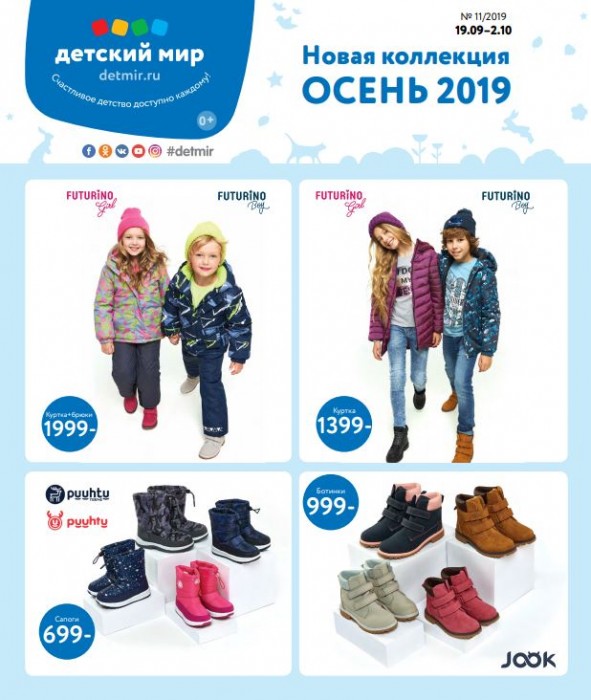 № 11/2019
19.09–2.10
детский мир
detmir.ru
Счастливое детство доступно каждому!
0+
#detmir
Новая коллекция
ОСЕНЬ 2019
FUTURiNO
Girl
FUTURiNO
Boy
Куртка+брюки
1999-
FUTURiNO
Girl
FUTURiNO
Boy
Куртка
1399-
puuhtu
puuhtu
Сапоги
699-
Ботинки
999-
JOOK